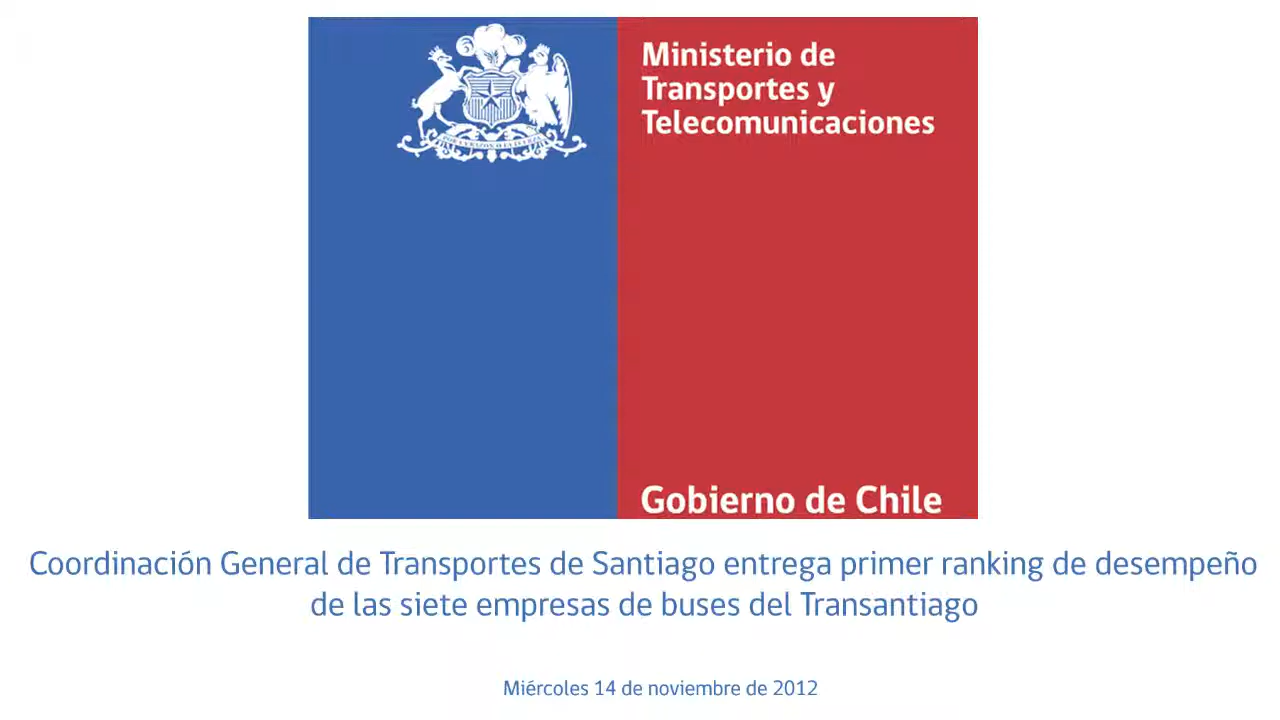 Ministerio de
Transportes y
Telecomunicaciones
Gobierno de Chile
Coordinación General de Transportes de Santiago entrega primer ranking de desempeño
de las siete empresas de buses del Transantiago
Miércoles 14 de noviembre de 2012